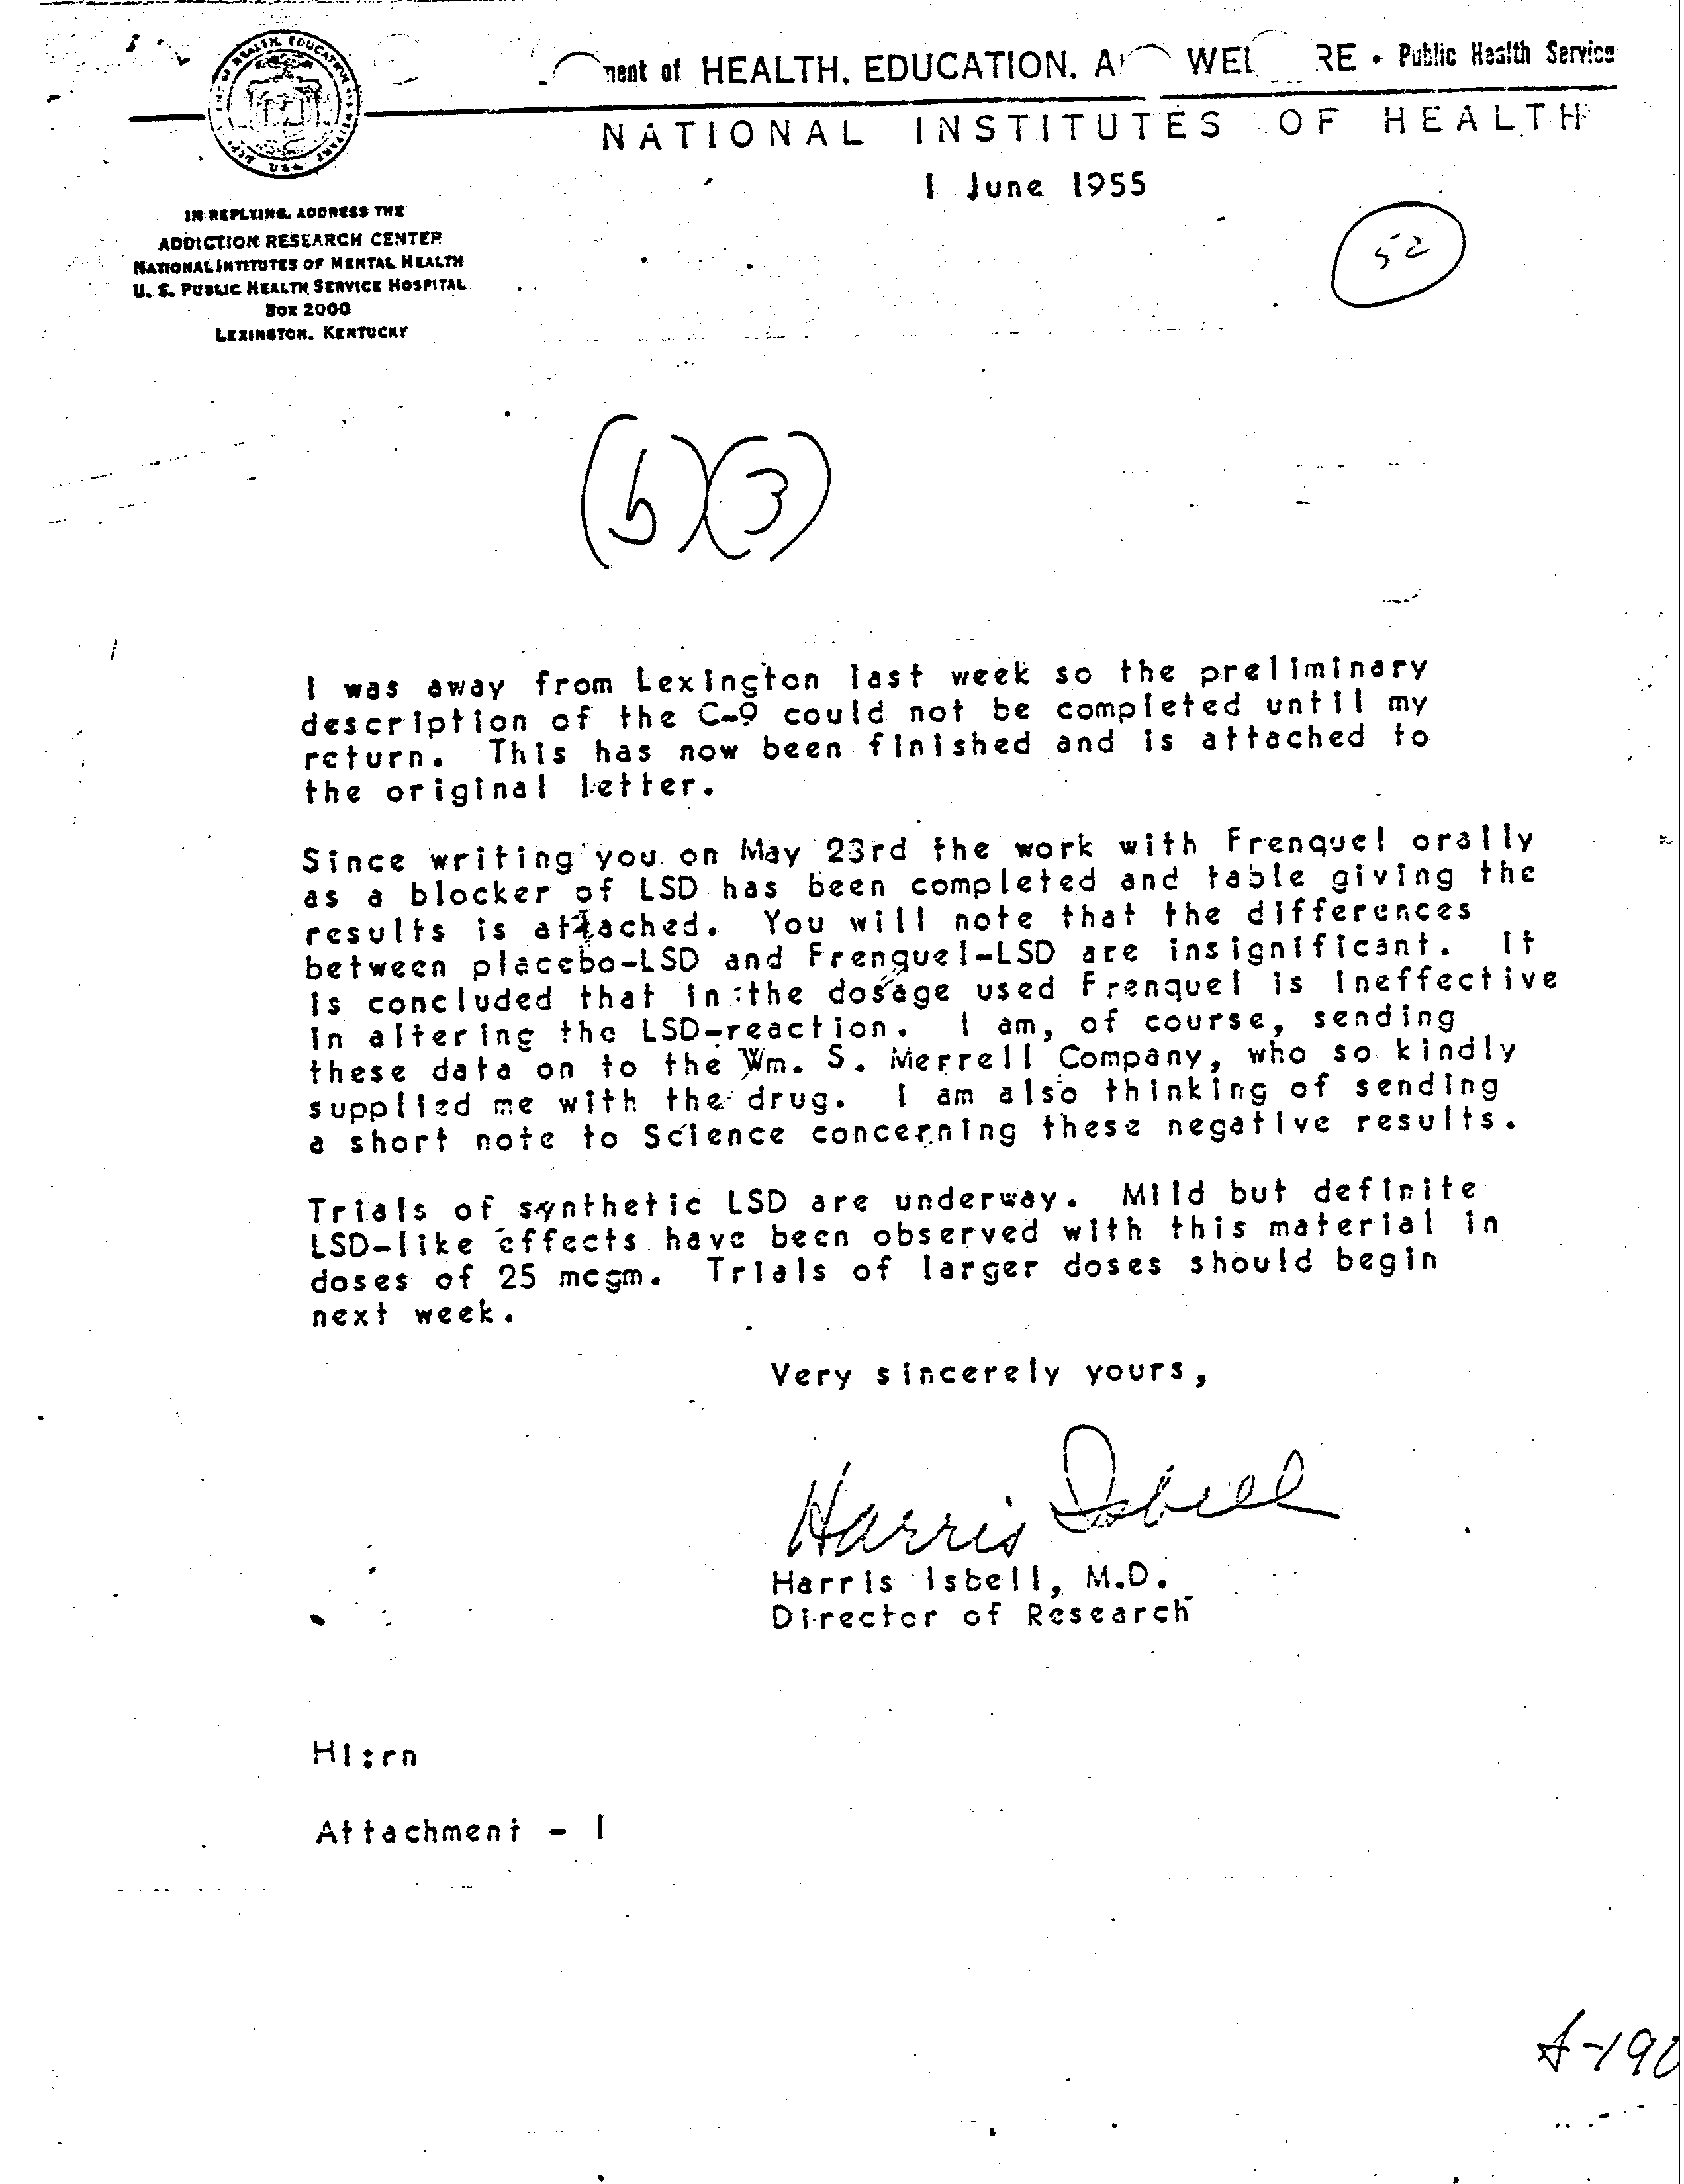 ment of HEALTH, EDUCATION, A WEL RE • Public Health Service
NATIONAL INSTITUTES OF HEALTH
1 June 1955
IN REPLYING, ADDRESS THE
ADDICTION RESEARCH CENTER
NATIONAL INTITUTES OF MENTAL HEALTH
U. S. PUBLIC HEALTH SERVICE HOSPITAL
BOX 2000
LEXINGTON, KENTUCKY
52
(b)(3)
I was away from Lexington last week so the preliminary
description of the C-9 could not be completed until my
return. This has now been finished and is attached to
the original letter.
Since writing you on May 23rd the work with Frenquel orally
as a blocker of LSD has been completed and table giving the
results is attached. You will note that the differences
between placebo-LSD and Frenquel-LSD are insignificant. It
is concluded that in the dosage used Frenquel is ineffective
in altering the LSD-reaction. I am, of course, sending
these data on to the Wm. S. Merrell Company, who so kindly
supplied me with the drug. I am also thinking of sending
a short note to Science concerning these negative results.
Trials of synthetic LSD are underway. Mild but definite
LSD-like effects have been observed with this material in
doses of 25 mcgm. Trials of larger doses should begin
next week.
Very sincerely yours,
Harris Isbell
Harris Isbell, M.D.
Director of Research
HI:rn
Attachment - 1